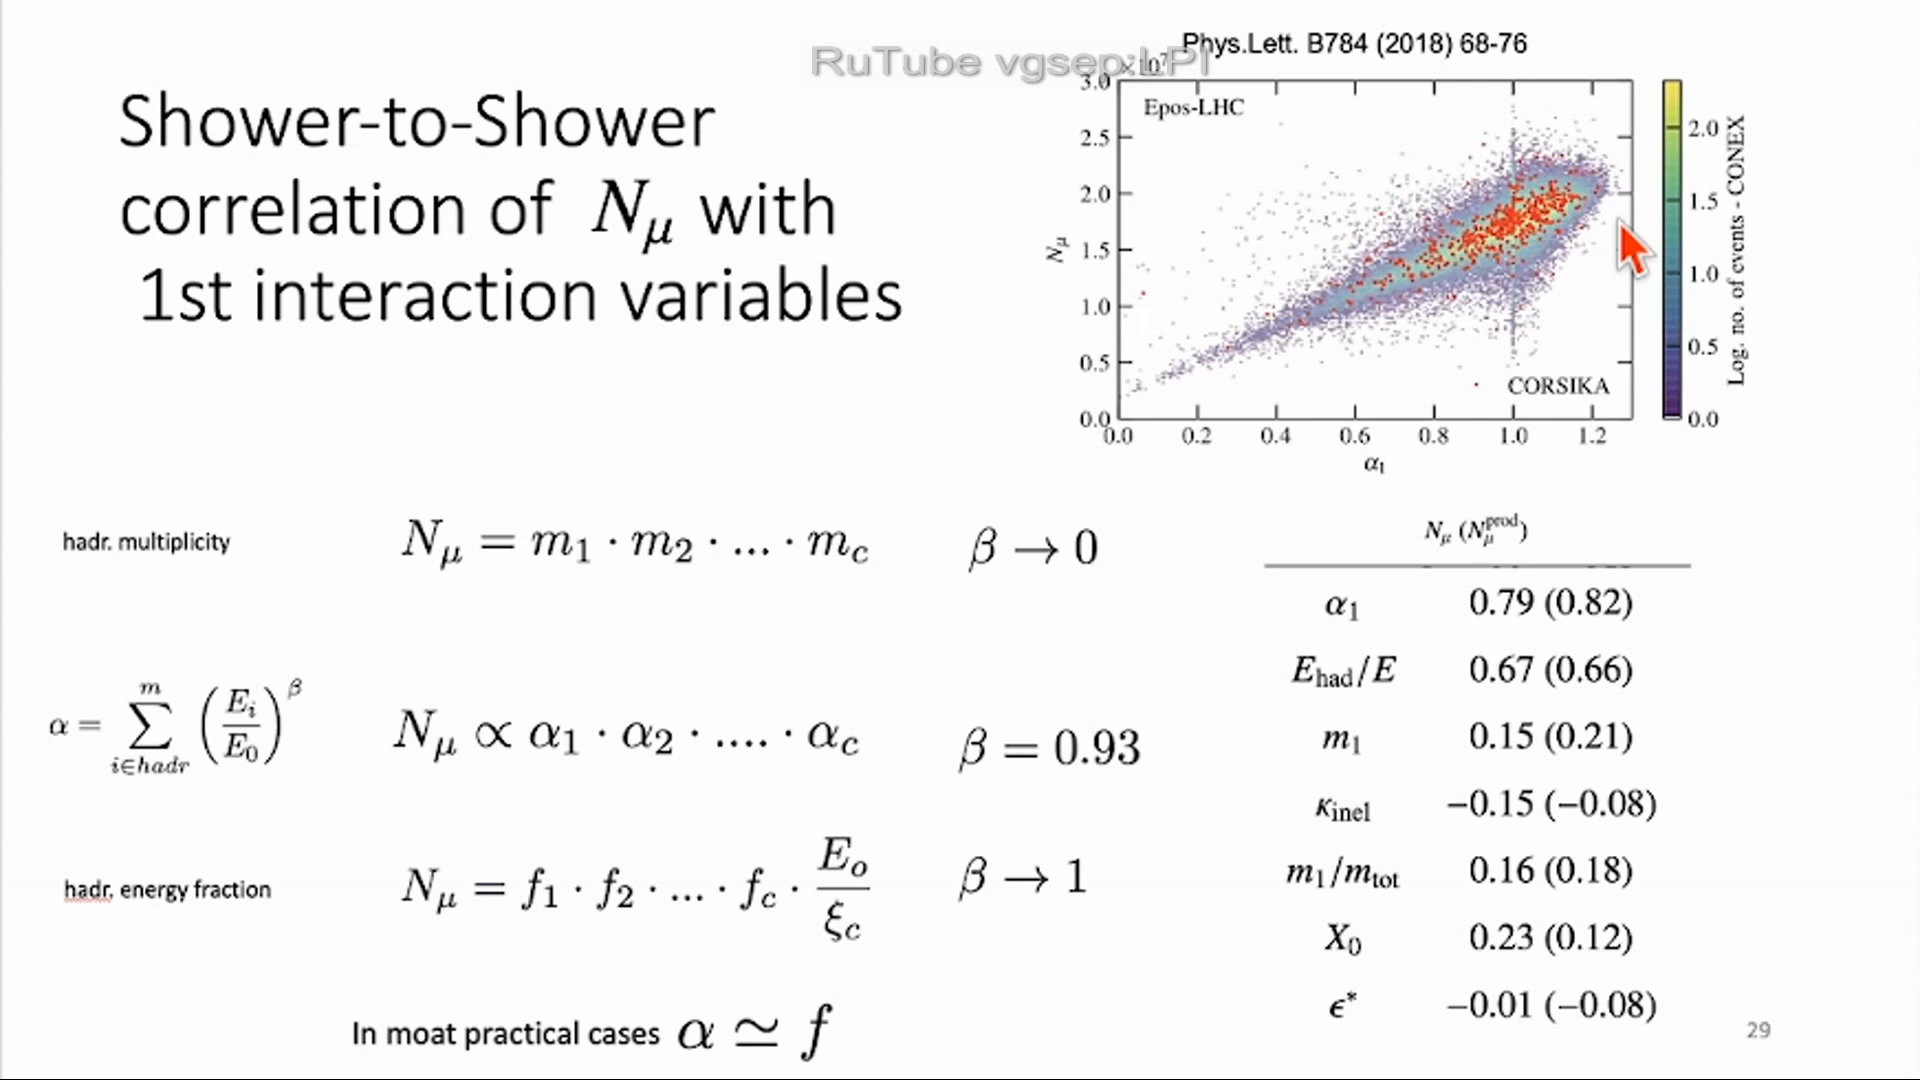 RuTube vgsep:LPI
Phys.Lett. B784 (2018) 68-76
Shower-to-Shower
correlation of N_μ with
1st interaction variables
×10^7
Epos-LHC
CORSIKA
3.0
2.5
2.0
1.5
1.0
0.5
0.0
N_μ
0.0 0.2 0.4 0.6 0.8 1.0 1.2
α_1
2.0
1.5
1.0
0.5
0.0
Log. no. of events - CONEX
hadr. multiplicity N_μ = m_1 · m_2 · ... · m_c β → 0
α = ∑_{i∈hadr}^{m} (E_i/E_0)^β N_μ ∝ α_1 · α_2 · .... · α_c β = 0.93
hadr. energy fraction N_μ = f_1 · f_2 · ... · f_c · E_o/ξ_c β → 1
In moat practical cases α ≃ f
N_μ (N_μ^prod)
α_1 0.79 (0.82)
E_had/E 0.67 (0.66)
m_1 0.15 (0.21)
κ_inel −0.15 (−0.08)
m_1/m_tot 0.16 (0.18)
X_0 0.23 (0.12)
ϵ* −0.01 (−0.08)
29